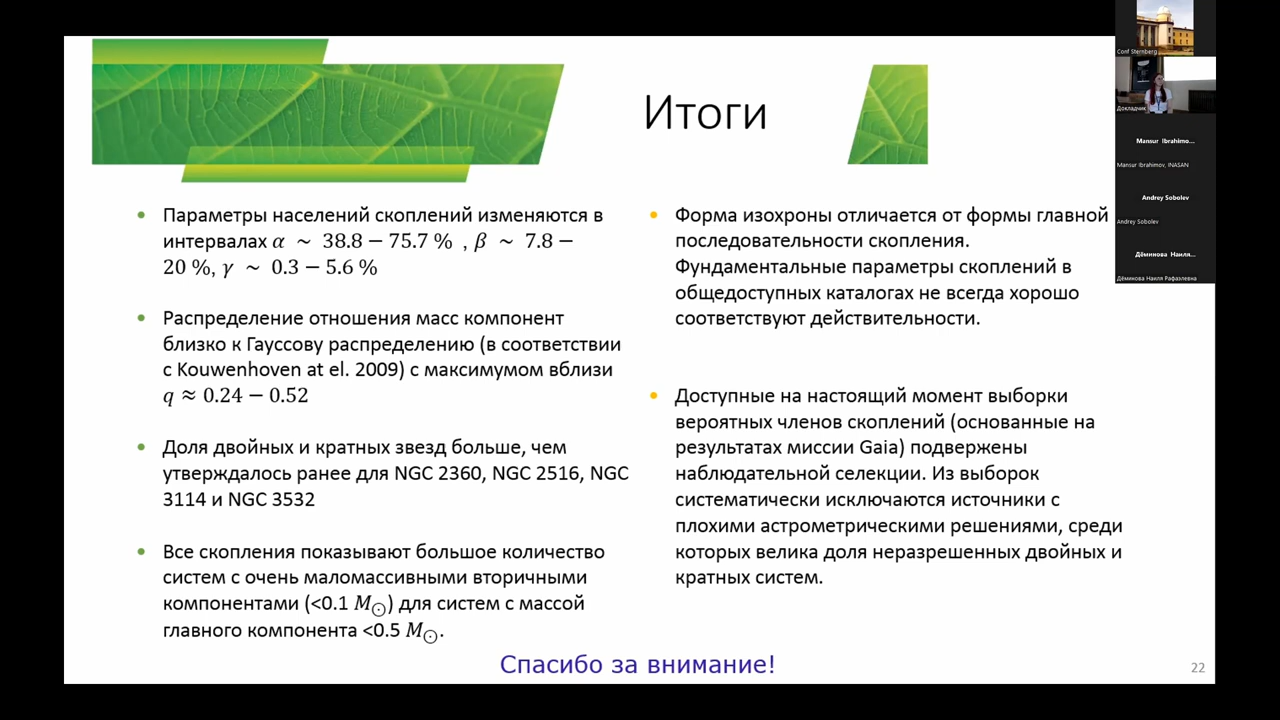 Итоги
Параметры населений скоплений изменяются в
интервалах α ~ 38.8 − 75.7 % , β ~ 7.8 −
20 %, γ ~ 0.3 − 5.6 %
Распределение отношения масс компонент
близко к Гауссову распределению (в соответствии
с Kouwenhoven at el. 2009) с максимумом вблизи
q ≈ 0.24 − 0.52
Доля двойных и кратных звезд больше, чем
утверждалось ранее для NGC 2360, NGC 2516, NGC
3114 и NGC 3532
Все скопления показывают большое количество
систем с очень маломассивными вторичными
компонентами (<0.1 M☉) для систем с массой
главного компонента <0.5 M☉.
Форма изохроны отличается от формы главной
последовательности скопления.
Фундаментальные параметры скоплений в
общедоступных каталогах не всегда хорошо
соответствуют действительности.
Доступные на настоящий момент выборки
вероятных членов скоплений (основанные на
результатах миссии Gaia) подвержены
наблюдательной селекции. Из выборок
систематически исключаются источники с
плохими астрометрическими решениями, среди
которых велика доля неразрешенных двойных и
кратных систем.
Спасибо за внимание!
22
Conf Sternberg
Докладчик
Mansur Ibrahimo...
Mansur Ibrahimov, INASAN
Andrey Sobolev
Andrey Sobolev
Дёминова Наиля...
Дёминова Наиля Рафаэлевна